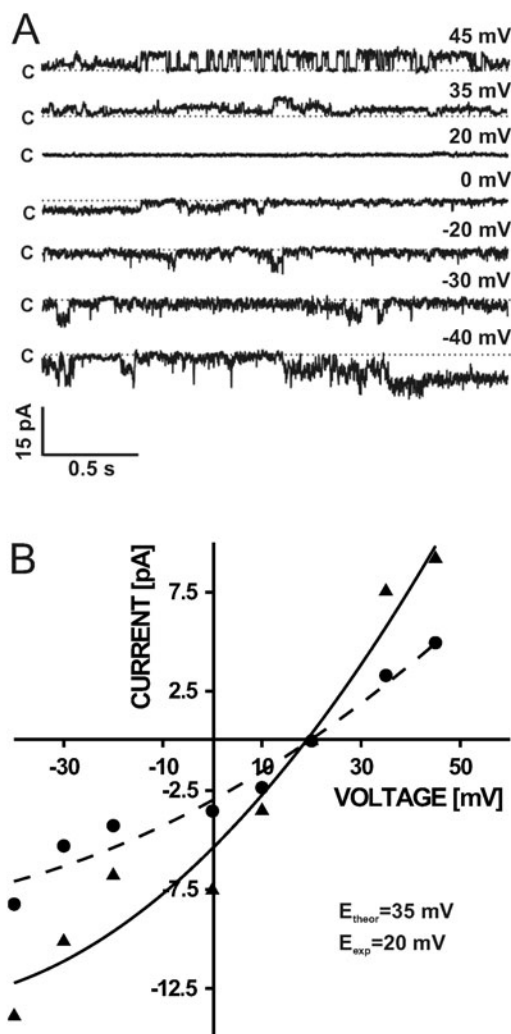 A
45 mV
C
35 mV
C
20 mV
C
0 mV
C
-20 mV
C
-30 mV
C
-40 mV
C
15 pA
0.5 s
B
CURRENT [pA]
7.5
2.5
-30
-10
10
30
50
-2.5
VOLTAGE [mV]
-7.5
E theor =35 mV
E exp =20 mV
-12.5